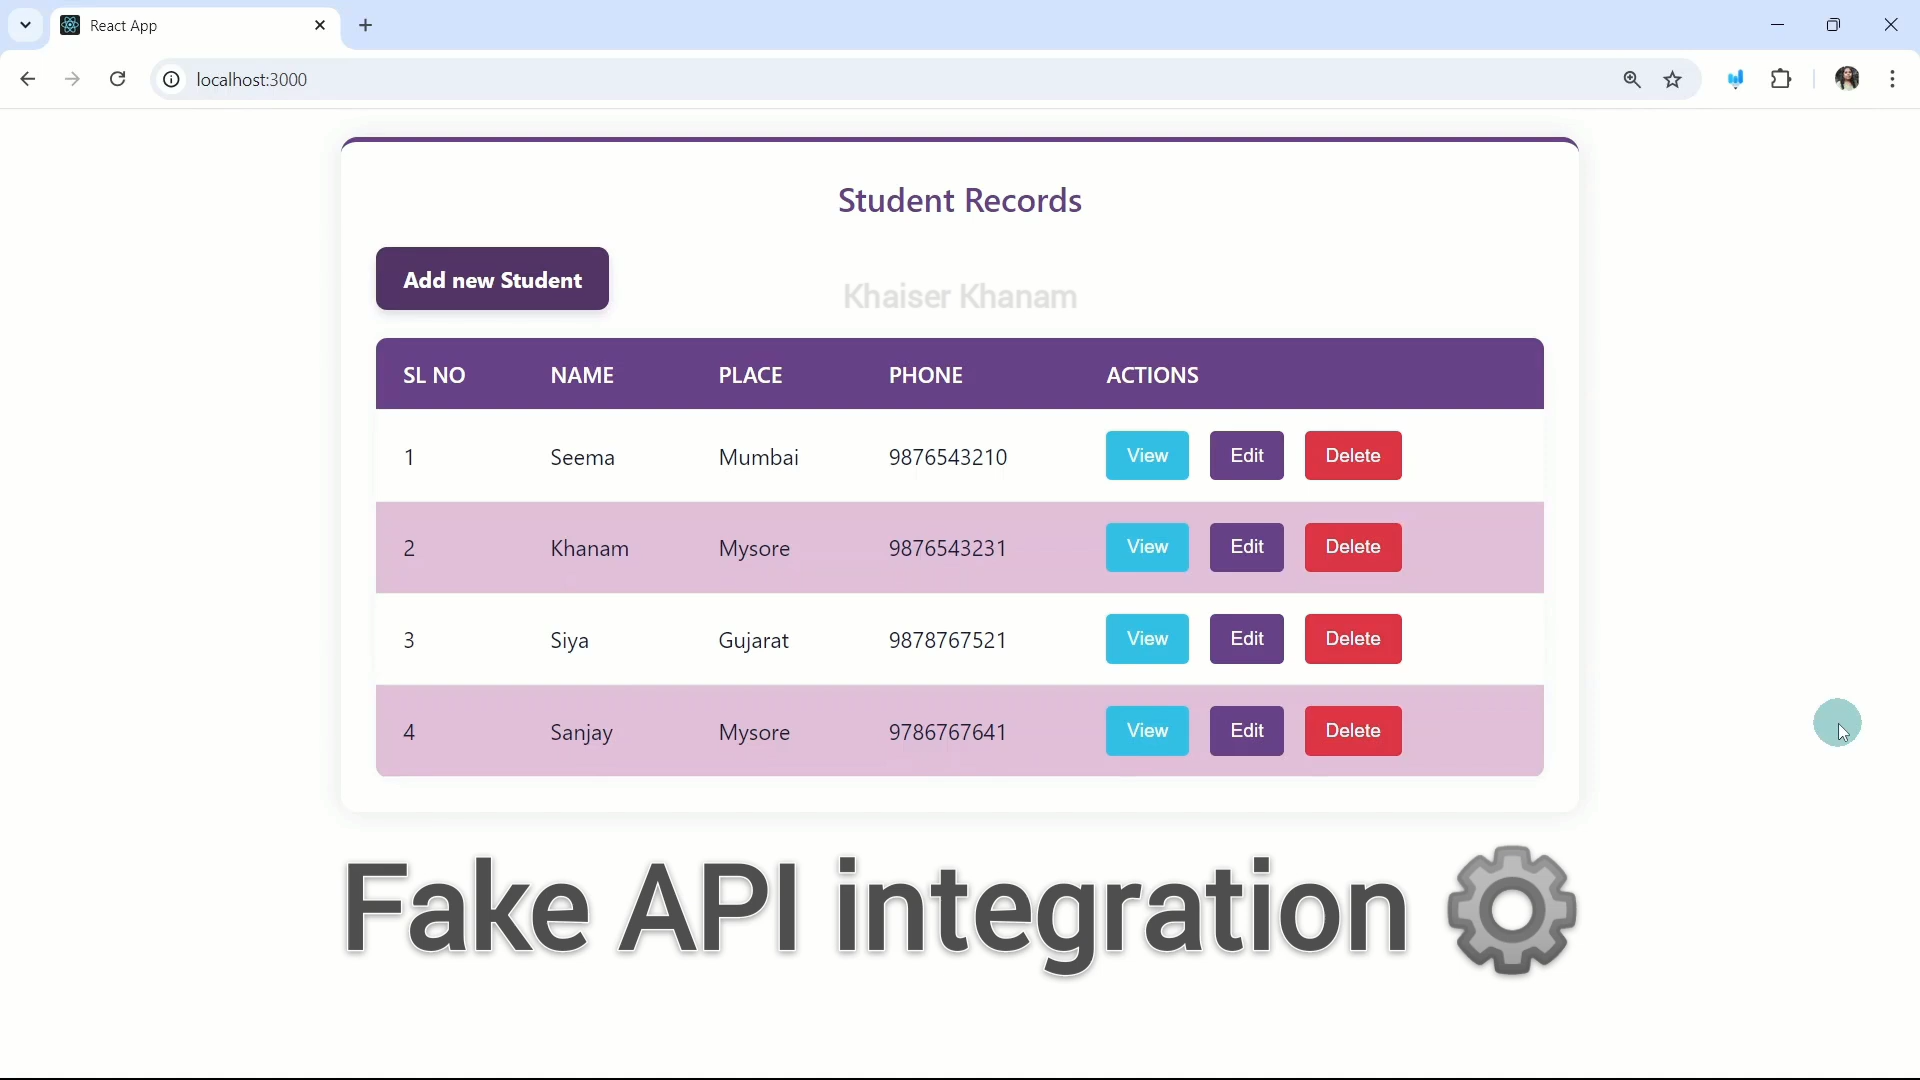 React App
localhost:3000
Student Records
Add new Student
Khaiser Khanam
SL NO NAME PLACE PHONE ACTIONS
1 Seema Mumbai 9876543210 View Edit Delete
2 Khanam Mysore 9876543231 View Edit Delete
3 Siya Gujarat 9878767521 View Edit Delete
4 Sanjay Mysore 9786767641 View Edit Delete
Fake API integration